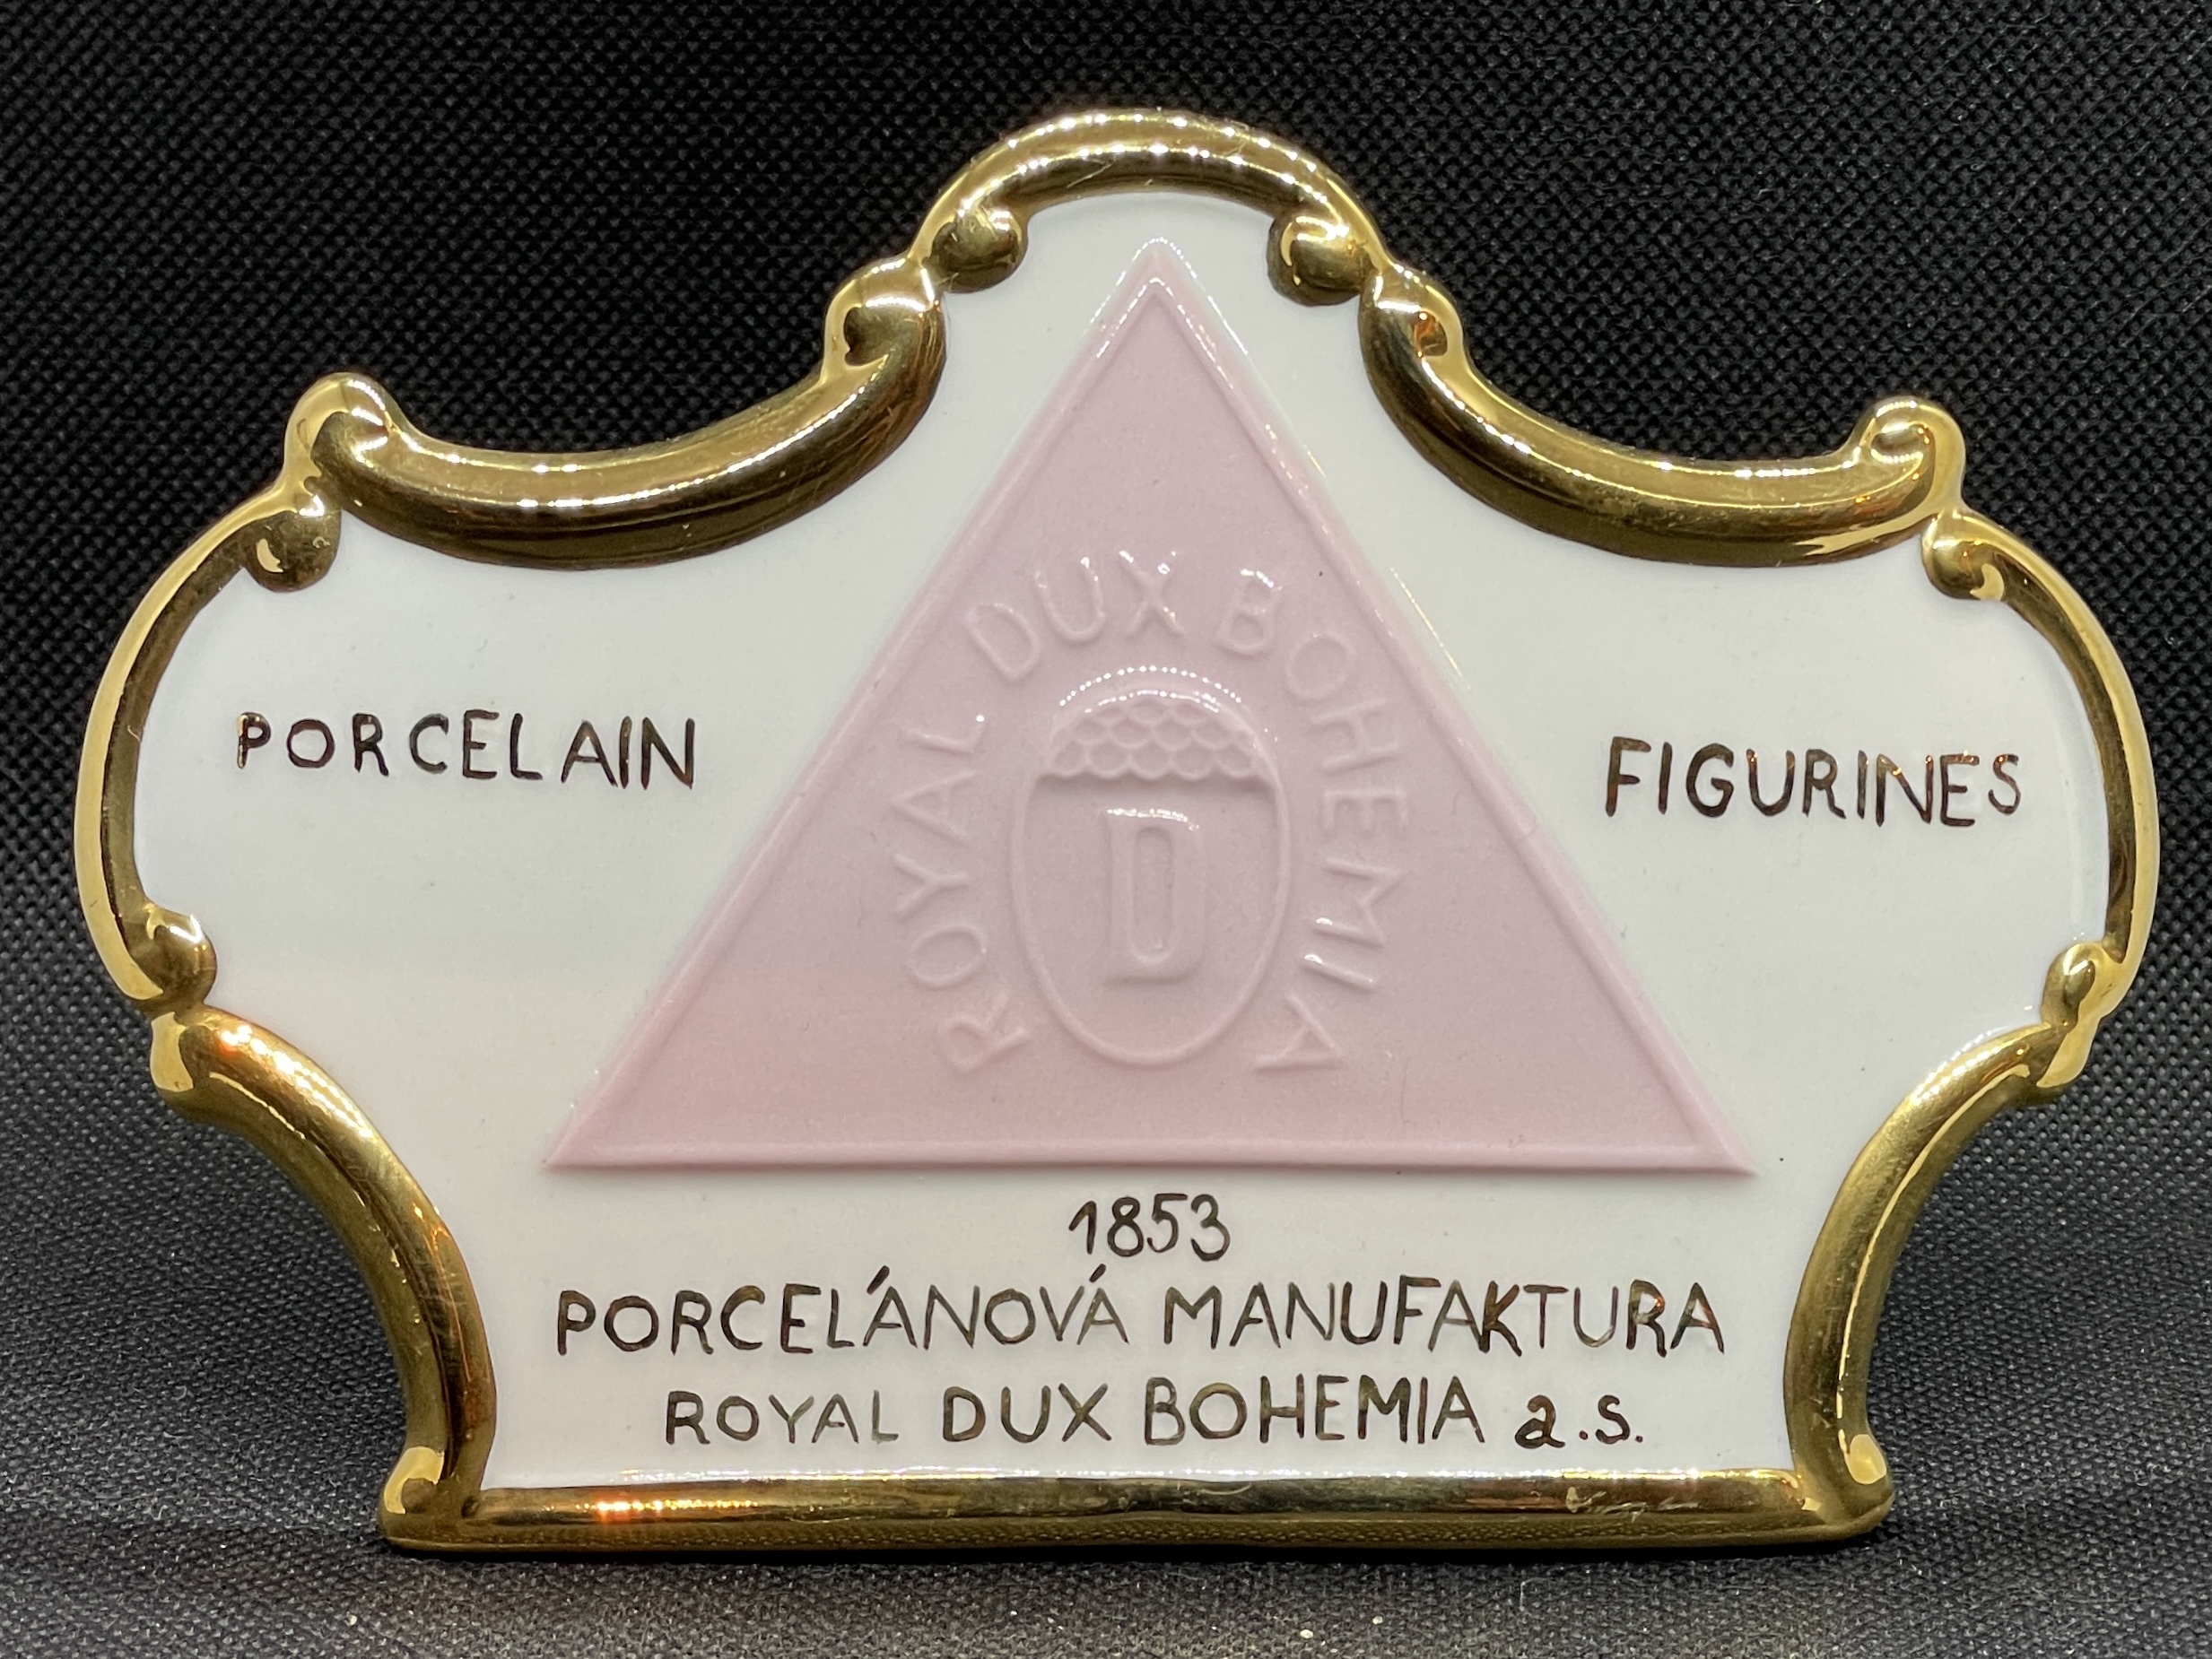 ROYAL DUX BOHEMIA
D
PORCELAIN
FIGURINES
1853
PORCELÁNOVÁ MANUFAKTURA
ROYAL DUX BOHEMIA a.s.